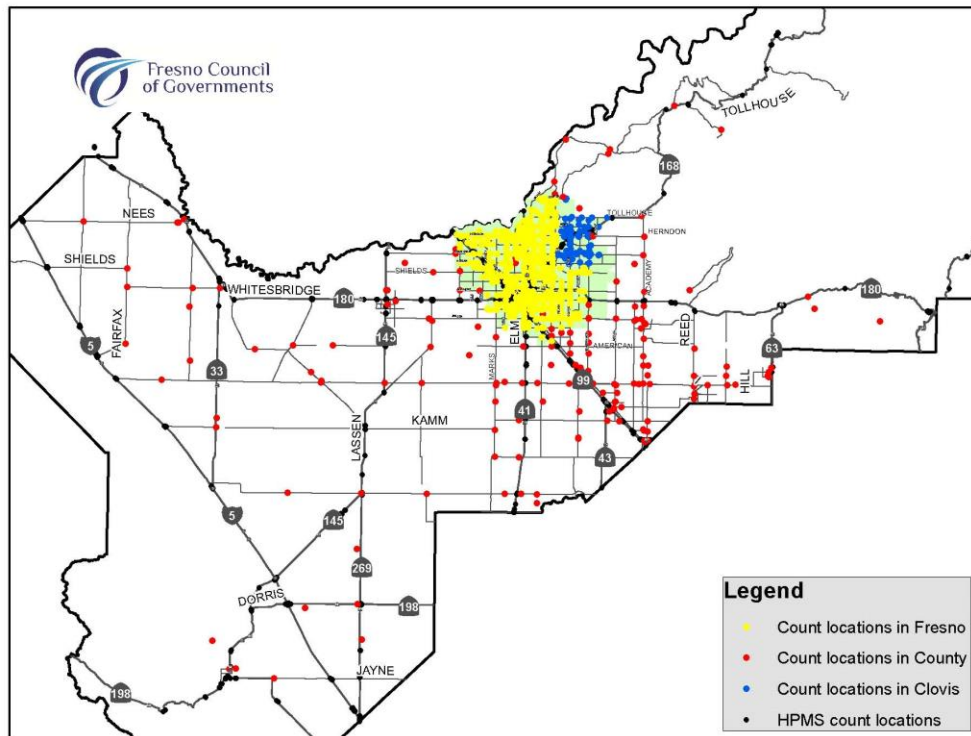 Fresno Council
of Governments
TOLLHOUSE
168
NEES
TOLLHOUSE
HERNDON
SHIELDS
SHIELDS
ACADEMY
WHITESBRIDGE
180
180
FAIRFAX
5
33
145
ELM
MARKS
AMERICAN
REED
63
HILL
99
LASSEN
KAMM
41
43
5
145
269
DORRIS
198
JAYNE
198
Legend
Count locations in Fresno
Count locations in County
Count locations in Clovis
HPMS count locations